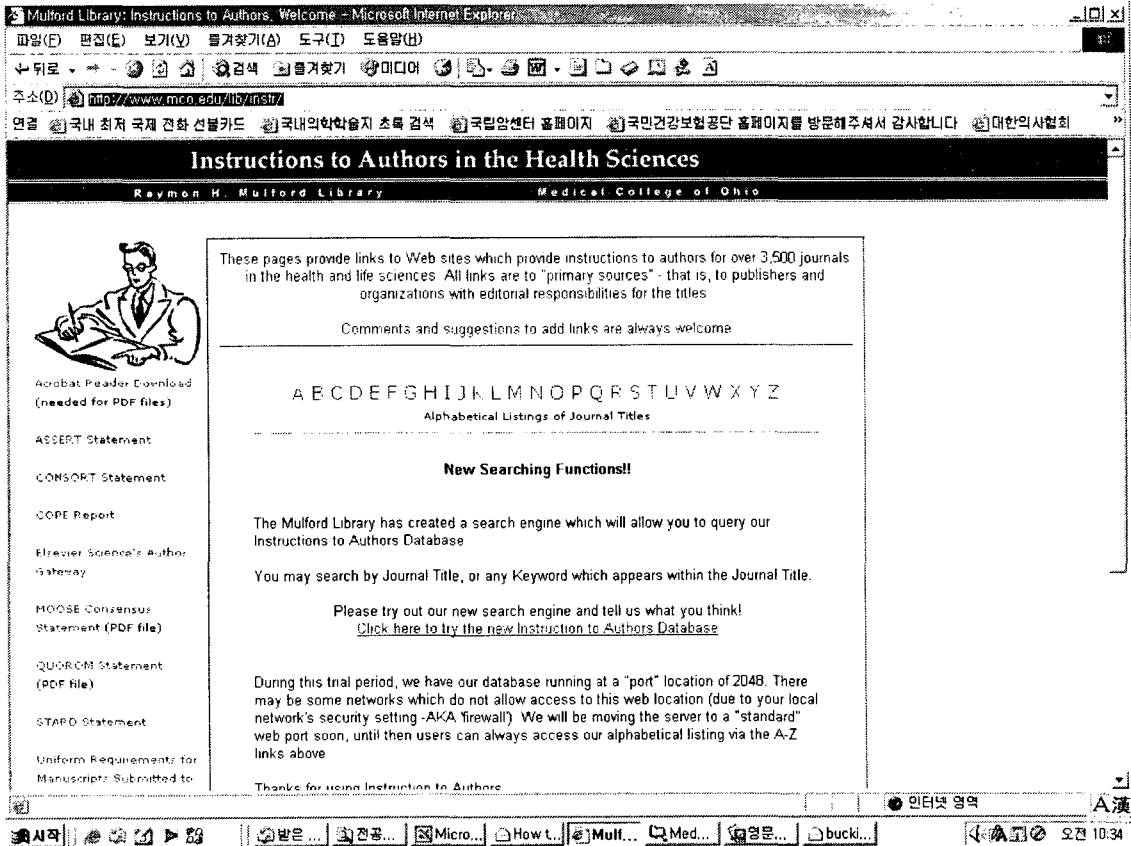 Mulford Library: Instructions to Authors, Welcome - Microsoft Internet Explorer
파일(F) 편집(E) 보기(V) 즐겨찾기(A) 도구(T) 도움말(H)
뒤로 검색 즐겨찾기 미디어
주소(D) http://www.mco.edu/lib/instr/
연결 국내 최저 국제 전화 선불카드 국내의학학술지 초록 검색 국립암센터 홈페이지 국민건강보험공단 홈페이지를 방문해주셔서 감사합니다 대한의사협회 »
Instructions to Authors in the Health Sciences
Raymon H. Mulford Library Medical College of Ohio
These pages provide links to Web sites which provide instructions to authors for over 3,500 journals
in the health and life sciences All links are to "primary sources" - that is, to publishers and
organizations with editorial responsibilities for the titles
Comments and suggestions to add links are always welcome
A B C D E F G H I J K L M N O P Q R S T U V W X Y Z
Alphabetical Listings of Journal Titles
New Searching Functions!!
The Mulford Library has created a search engine which will allow you to query our
Instructions to Authors Database
You may search by Journal Title, or any Keyword which appears within the Journal Title.
Please try out our new search engine and tell us what you think!
Click here to try the new Instruction to Authors Database
During this trial period, we have our database running at a "port" location of 2048. There
may be some networks which do not allow access to this web location (due to your local
network's security setting -AKA 'firewall') We will be moving the server to a "standard"
web port soon, until then users can always access our alphabetical listing via the A-Z
links above
Thanks for using Instruction to Authors
Acrobat Reader Download
(needed for PDF files)
ASSERT Statement
CONSORT Statement
COPE Report
Elsevier Science's Author
Gateway
MOOSE Consensus
Statement (PDF file)
QUOROM Statement
(PDF file)
STARD Statement
Uniform Requirements for
Manuscripts Submitted to
인터넷 영역
A漢
시작 받은 ... 전공... Micro... How t... Mulf... Med... 영문... bucki... 오전 10:34